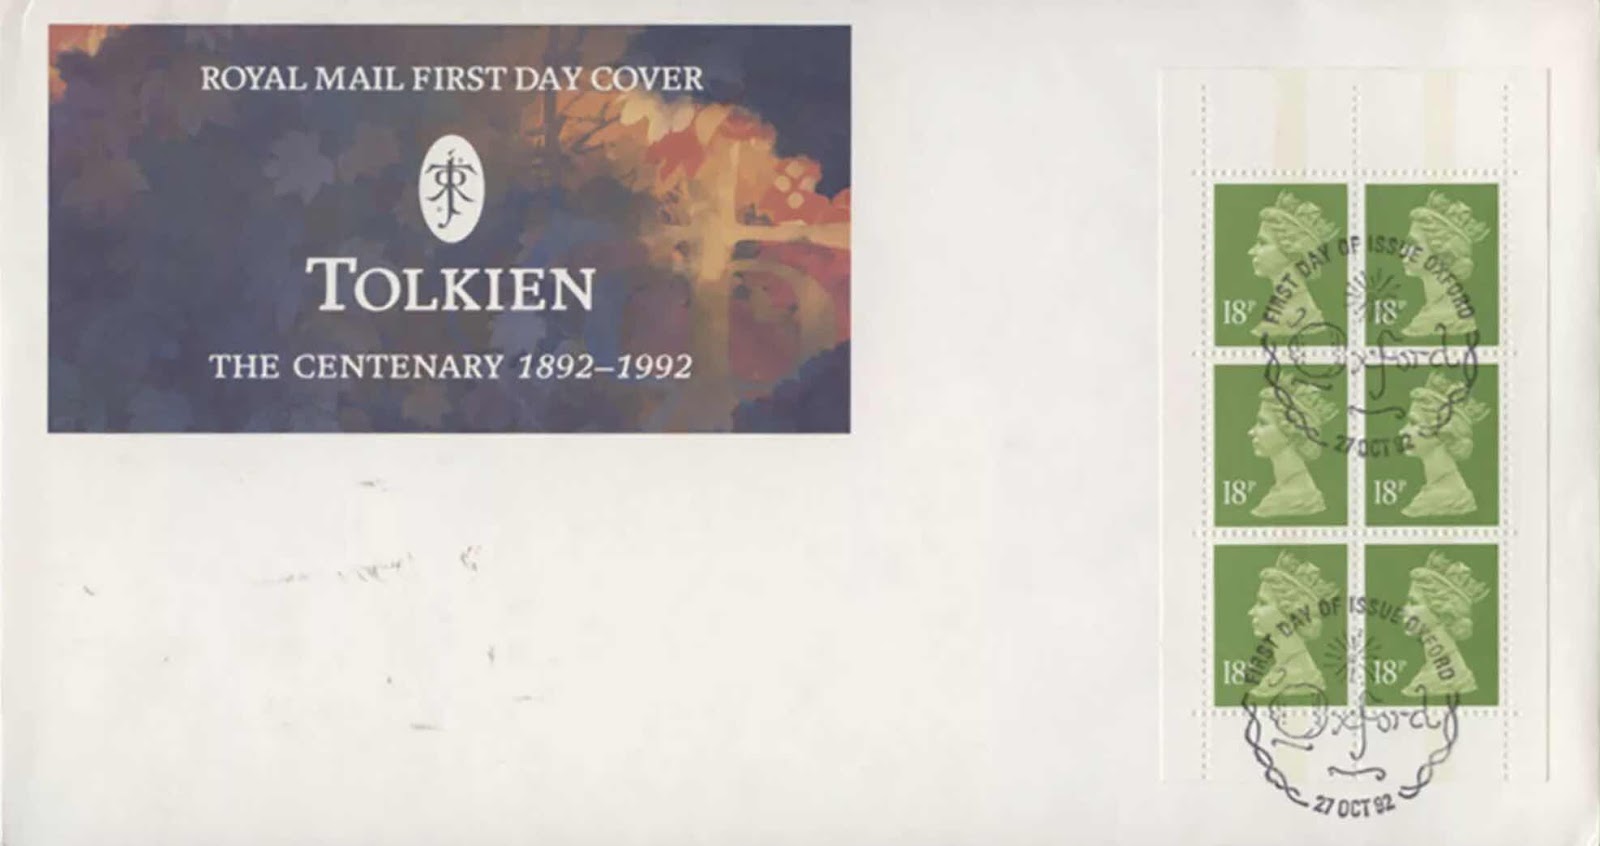 ROYAL MAIL FIRST DAY COVER
TOLKIEN
THE CENTENARY 1892–1992
18P 18P
FIRST DAY OF ISSUE OXFORD
Oxford
27 OCT 92
18P 18P
18P 18P
FIRST DAY OF ISSUE OXFORD
Oxford
27 OCT 92